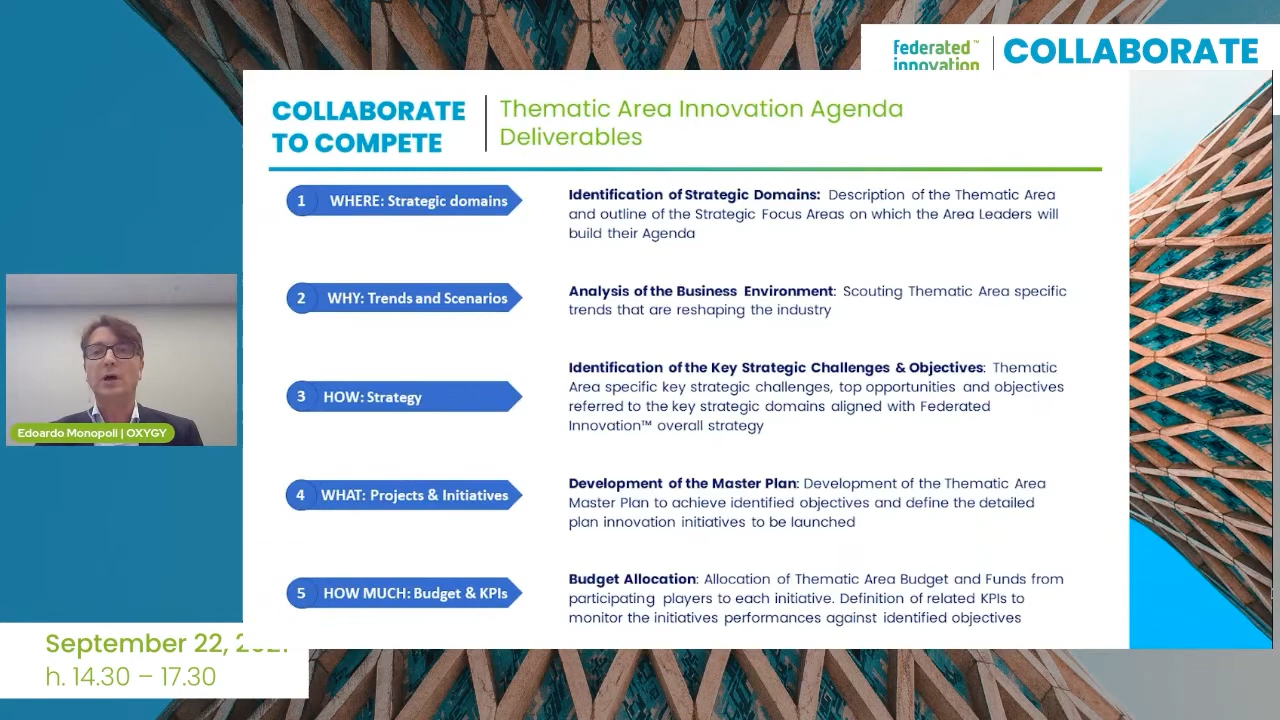 federated™
innovation
COLLABORATE
COLLABORATE
TO COMPETE
Thematic Area Innovation Agenda
Deliverables
1 WHERE: Strategic domains
Identification of Strategic Domains: Description of the Thematic Area
and outline of the Strategic Focus Areas on which the Area Leaders will
build their Agenda
2 WHY: Trends and Scenarios
Analysis of the Business Environment: Scouting Thematic Area specific
trends that are reshaping the industry
3 HOW: Strategy
Identification of the Key Strategic Challenges & Objectives: Thematic
Area specific key strategic challenges, top opportunities and objectives
referred to the key strategic domains aligned with Federated
Innovation™ overall strategy
4 WHAT: Projects & Initiatives
Development of the Master Plan: Development of the Thematic Area
Master Plan to achieve identified objectives and define the detailed
plan innovation initiatives to be launched
5 HOW MUCH: Budget & KPIs
Budget Allocation: Allocation of Thematic Area Budget and Funds from
participating players to each initiative. Definition of related KPIs to
monitor the initiatives performances against identified objectives
Edoardo Monopoli | OXYGY
September 22,
h. 14.30 – 17.30